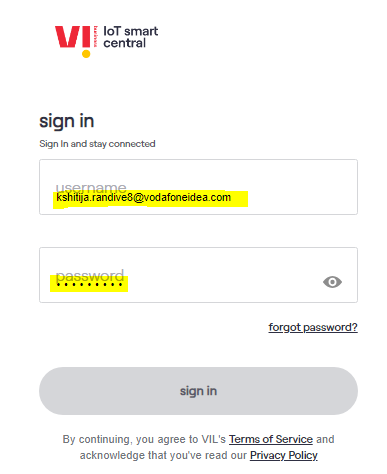 VI! business IoT smart
central
sign in
Sign In and stay connected
username
kshitija.randive8@vodafoneidea.com
password
•••••••••
forgot password?
sign in
By continuing, you agree to VIL's Terms of Service and
acknowledge that you've read our Privacy Policy